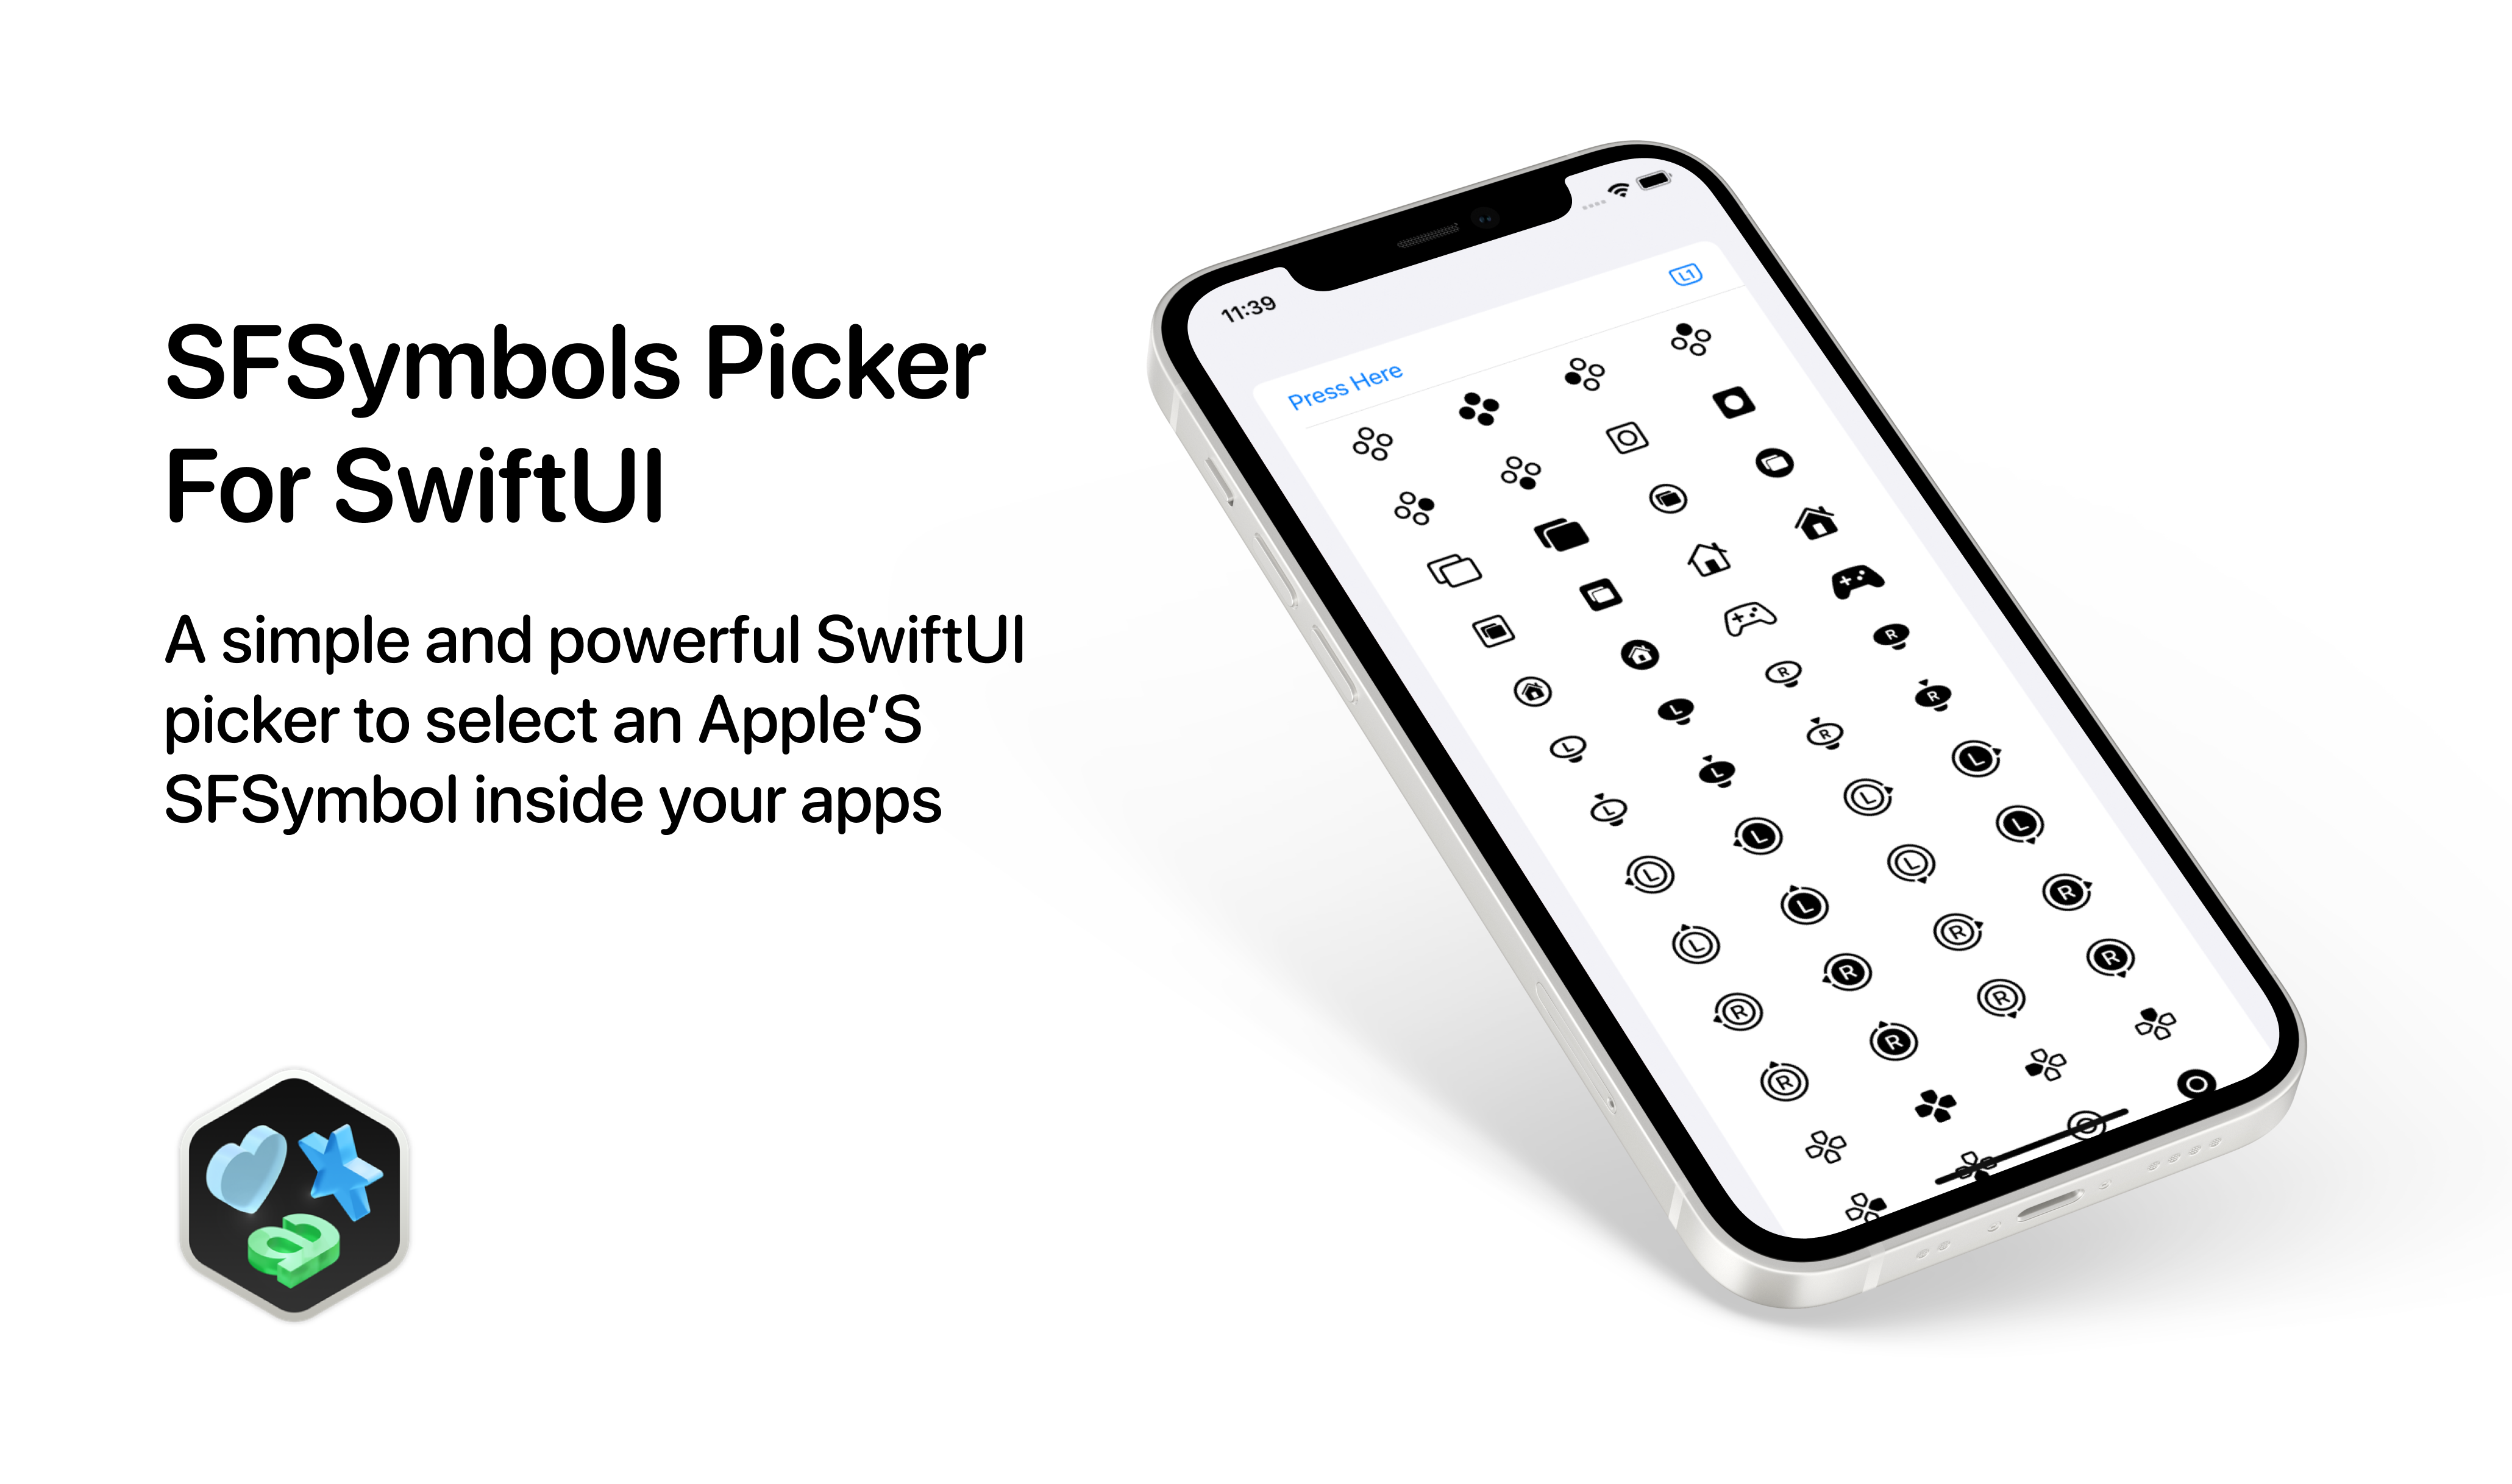 SFSymbols Picker
For SwiftUI
A simple and powerful SwiftUI
picker to select an Apple’S
SFSymbol inside your apps
11:39
Press Here
L1
R
L
R
L
R
L
R
L
L
L
L
L
L
L
L
R
L
R
R
R
R
R
R
R
a